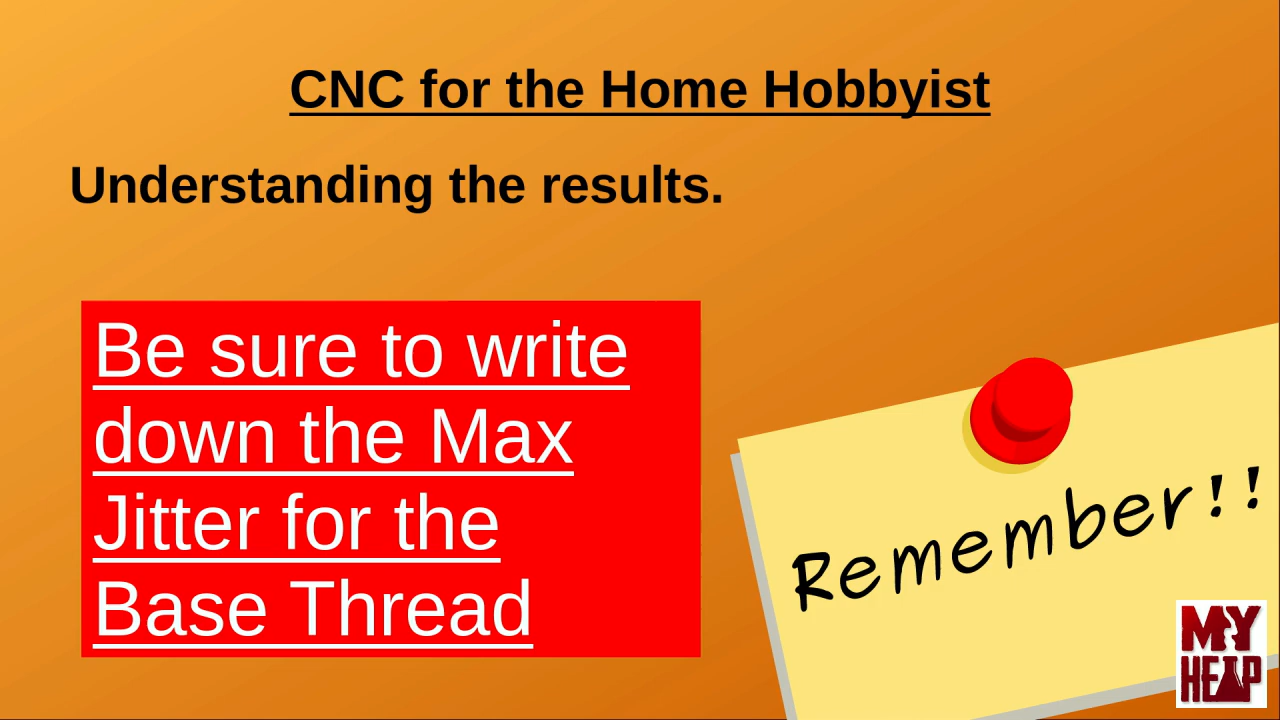 CNC for the Home Hobbyist
Understanding the results.
Be sure to write
down the Max
Jitter for the
Base Thread
Remember!!
MY
HEAP